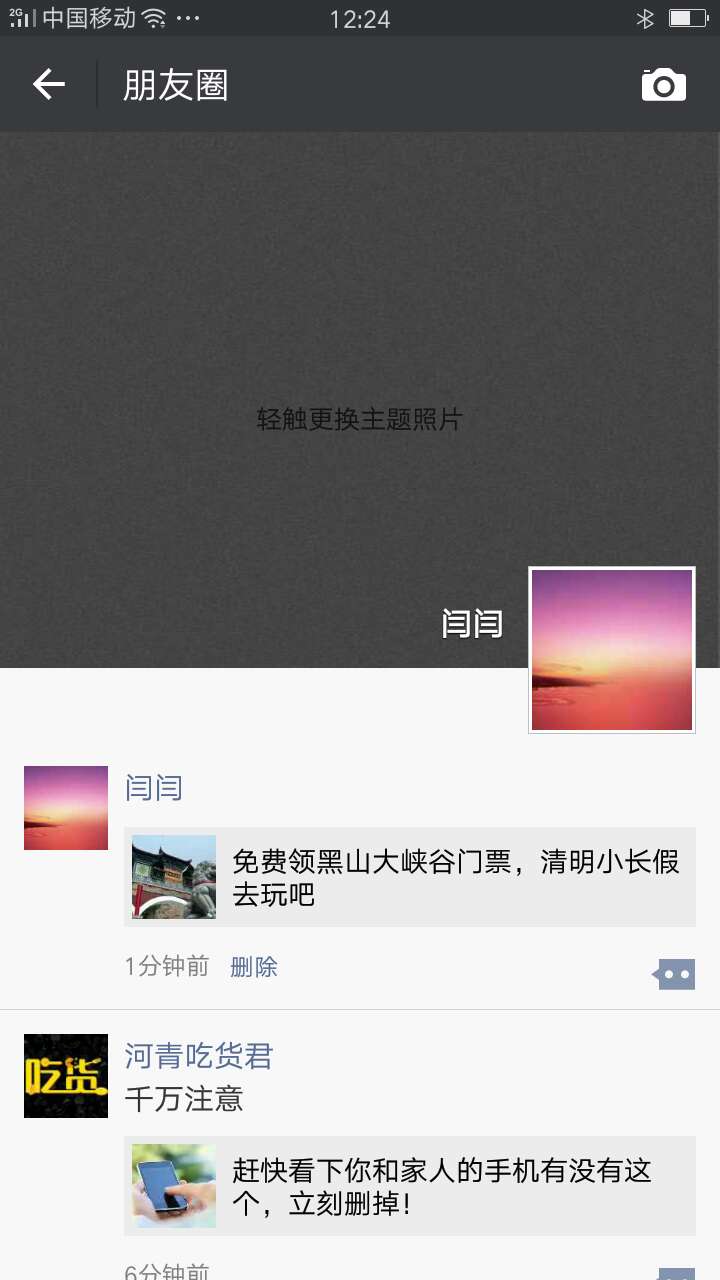 2G 中国移动 12:24
朋友圈
轻触更换主题照片
闫闫
闫闫
免费领黑山大峡谷门票，清明小长假
去玩吧
1分钟前 删除
吃货
河青吃货君
千万注意
赶快看下你和家人的手机有没有这
个，立刻删掉！
6分钟前